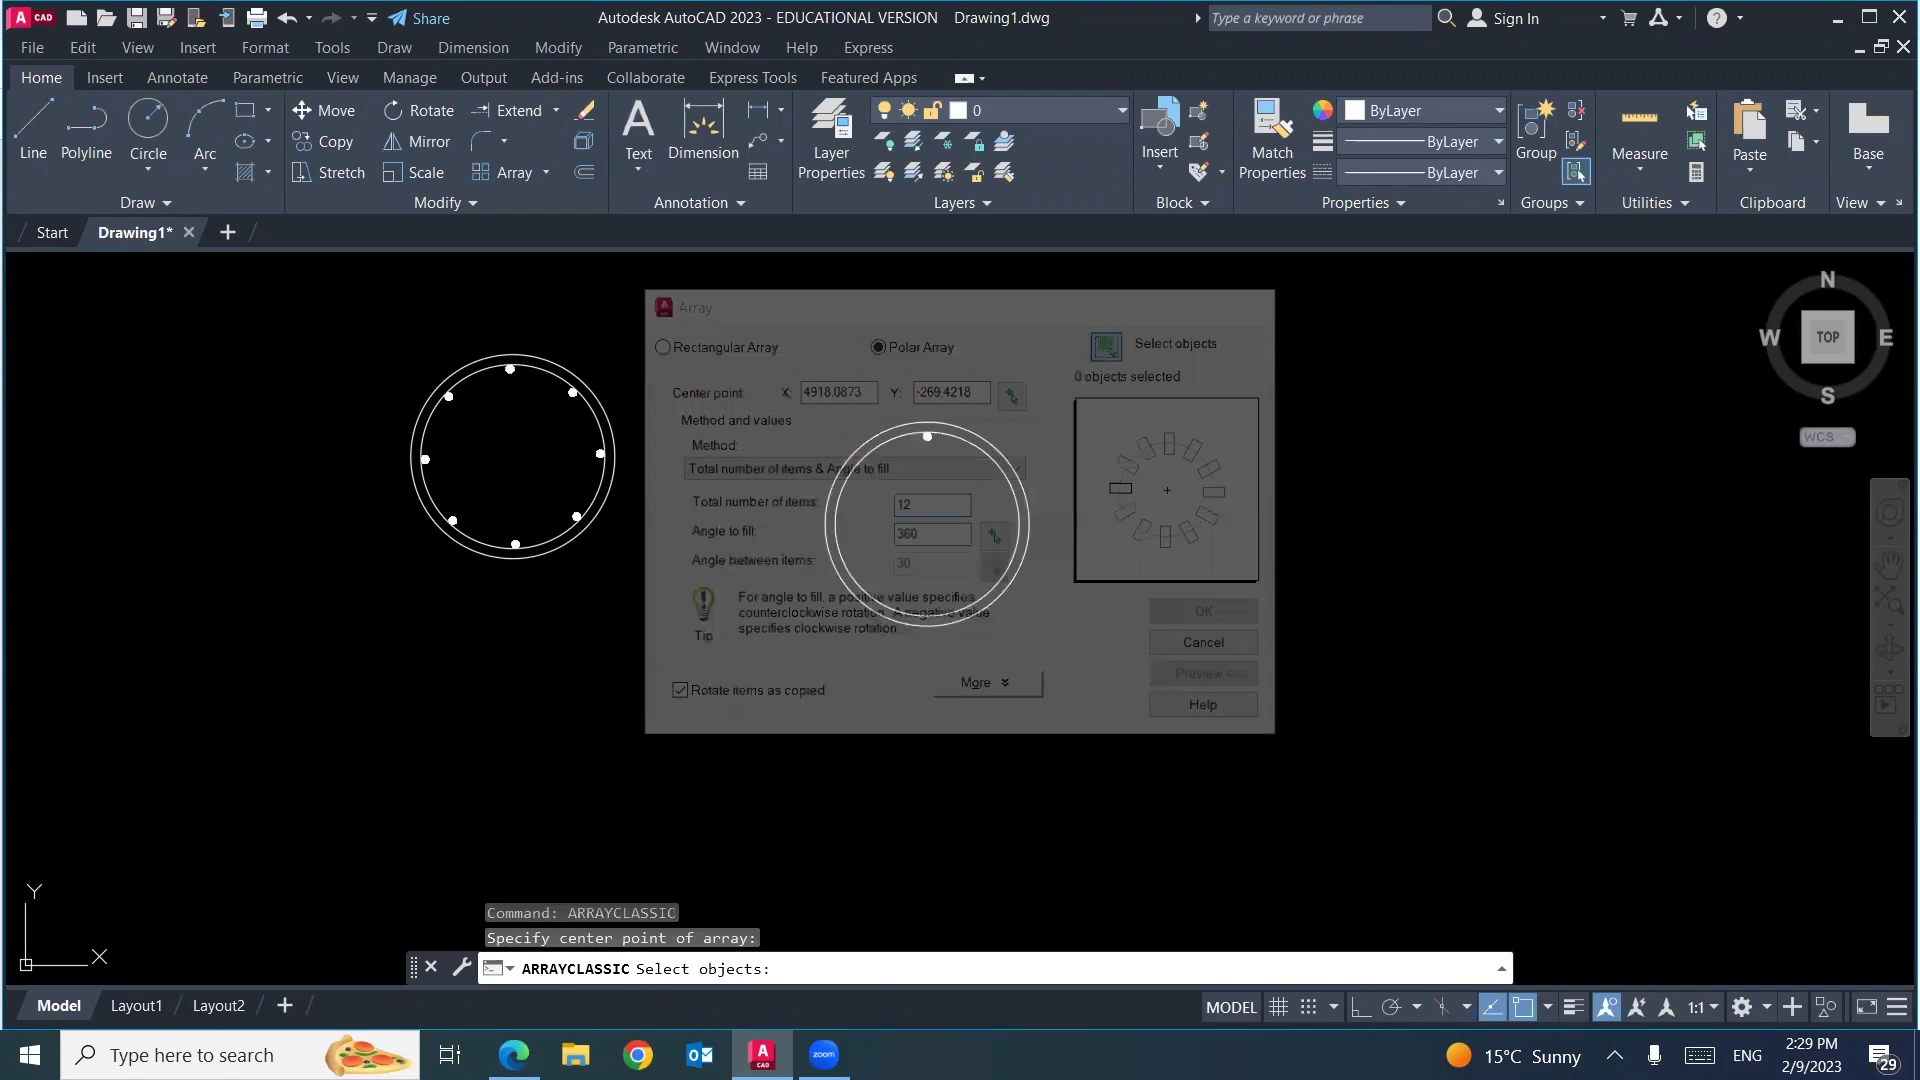 A CAD
Share
Autodesk AutoCAD 2023 - EDUCATIONAL VERSION Drawing1.dwg
Type a keyword or phrase
Sign In
File Edit View Insert Format Tools Draw Dimension Modify Parametric Window Help Express
Home Insert Annotate Parametric View Manage Output Add-ins Collaborate Express Tools Featured Apps
Line Polyline Circle Arc
Move Rotate Extend
Copy Mirror
Stretch Scale Array
Text Dimension
Layer Properties
0
Insert
Match Properties
ByLayer
ByLayer
ByLayer
Group
Measure
Paste
Base
Draw Modify Annotation Layers Block Properties Groups Utilities Clipboard View
Start Drawing1*
N
W TOP E
S
WCS
Array
Rectangular Array Polar Array Select objects
0 objects selected
Center point: X: 4918.0873 Y: -269.4218
Method and values
Method:
Total number of items & Angle to fill
Total number of items: 12
Angle to fill: 360
Angle between items: 30
For angle to fill, a positive value specifies
counterclockwise rotation. A negative value
specifies clockwise rotation.
Tip
OK
Cancel
Preview <
Help
Rotate items as copied More
Y
X
Command: ARRAYCLASSIC
Specify center point of array:
ARRAYCLASSIC Select objects:
Model Layout1 Layout2
MODEL 1:1
Type here to search
zoom
15°C Sunny ENG
2:29 PM
2/9/2023
29